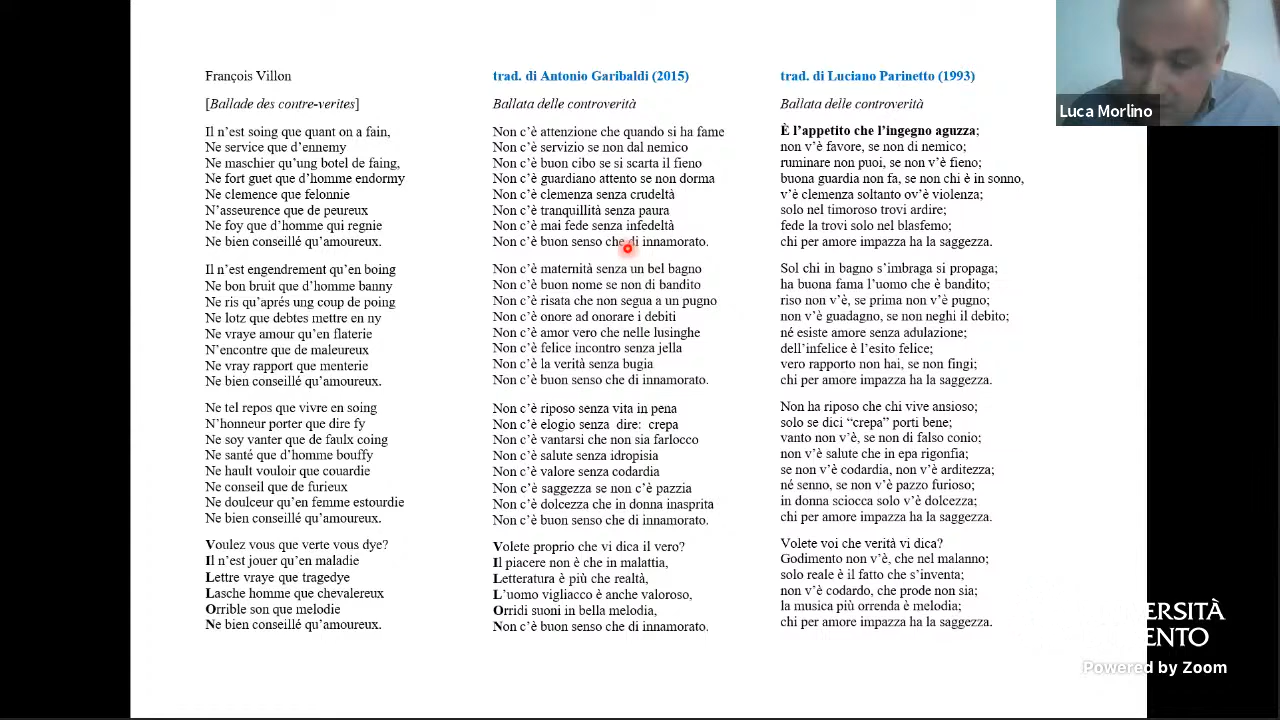 François Villon
[Ballade des contre-verites]
Il n’est soing que quant on a fain,
Ne service que d’ennemy
Ne maschier qu’ung botel de faing,
Ne fort guet que d’homme endormy
Ne clemence que felonnie
N’asseurence que de peureux
Ne foy que d’homme qui regnie
Ne bien conseillé qu’amoureux.
Il n’est engendrement qu’en boing
Ne bon bruit que d’homme banny
Ne ris qu’aprés ung coup de poing
Ne lotz que debtes mettre en ny
Ne vraye amour qu’en flaterie
N’encontre que de maleureux
Ne vray rapport que menterie
Ne bien conseillé qu’amoureux.
Ne tel repos que vivre en soing
N’honneur porter que dire fy
Ne soy vanter que de faulx coing
Ne santé que d’homme bouffy
Ne hault vouloir que couardie
Ne conseil que de furieux
Ne douceur qu’en femme estourdie
Ne bien conseillé qu’amoureux.
Voulez vous que verte vous dye?
Il n’est jouer qu’en maladie
Lettre vraye que tragedye
Lasche homme que chevalereux
Orrible son que melodie
Ne bien conseillé qu’amoureux.
trad. di Antonio Garibaldi (2015)
Ballata delle controverità
Non c’è attenzione che quando si ha fame
Non c’è servizio se non dal nemico
Non c’è buon cibo se si scarta il fieno
Non c’è guardiano attento se non dorma
Non c’è clemenza senza crudeltà
Non c’è tranquillità senza paura
Non c’è mai fede senza infedeltà
Non c’è buon senso che di innamorato.
Non c’è maternità senza un bel bagno
Non c’è buon nome se non di bandito
Non c’è risata che non segua a un pugno
Non c’è onore ad onorare i debiti
Non c’è amor vero che nelle lusinghe
Non c’è felice incontro senza jella
Non c’è la verità senza bugia
Non c’è buon senso che di innamorato.
Non c’è riposo senza vita in pena
Non c’è elogio senza dire: crepa
Non c’è vantarsi che non sia farlocco
Non c’è salute senza idropisia
Non c’è valore senza codardia
Non c’è saggezza se non c’è pazzia
Non c’è dolcezza che in donna inasprita
Non c’è buon senso che di innamorato.
Volete proprio che vi dica il vero?
Il piacere non è che in malattia,
Letteratura è più che realtà,
L’uomo vigliacco è anche valoroso,
Orridi suoni in bella melodia,
Non c’è buon senso che di innamorato.
trad. di Luciano Parinetto (1993)
Ballata delle controverità
È l’appetito che l’ingegno aguzza;
non v’è favore, se non di nemico;
ruminare non puoi, se non v’è fieno;
buona guardia non fa, se non chi è in sonno,
v’è clemenza soltanto ov’è violenza;
solo nel timoroso trovi ardire;
fede la trovi solo nel blasfemo;
chi per amore impazza ha la saggezza.
Sol chi in bagno s’imbraga si propaga;
ha buona fama l’uomo che è bandito;
riso non v’è, se prima non v’è pugno;
non v’è guadagno, se non neghi il debito;
né esiste amore senza adulazione;
dell’infelice è l’esito felice;
vero rapporto non hai, se non fingi;
chi per amore impazza ha la saggezza.
Non ha riposo che chi vive ansioso;
solo se dici “crepa” porti bene;
vanto non v’è, se non di falso conio;
non v’è salute che in epa rigonfia;
se non v’è codardia, non v’è arditezza;
né senno, se non v’è pazzo furioso;
in donna sciocca solo v’è dolcezza;
chi per amore impazza ha la saggezza.
Volete voi che verità vi dica?
Godimento non v’è, che nel malanno;
solo reale è il fatto che s’inventa;
non v’è codardo, che prode non sia;
la musica più orrenda è melodia;
chi per amore impazza ha la saggezza.
Luca Morlino
ERSITÀ
ENTO
Powered by Zoom